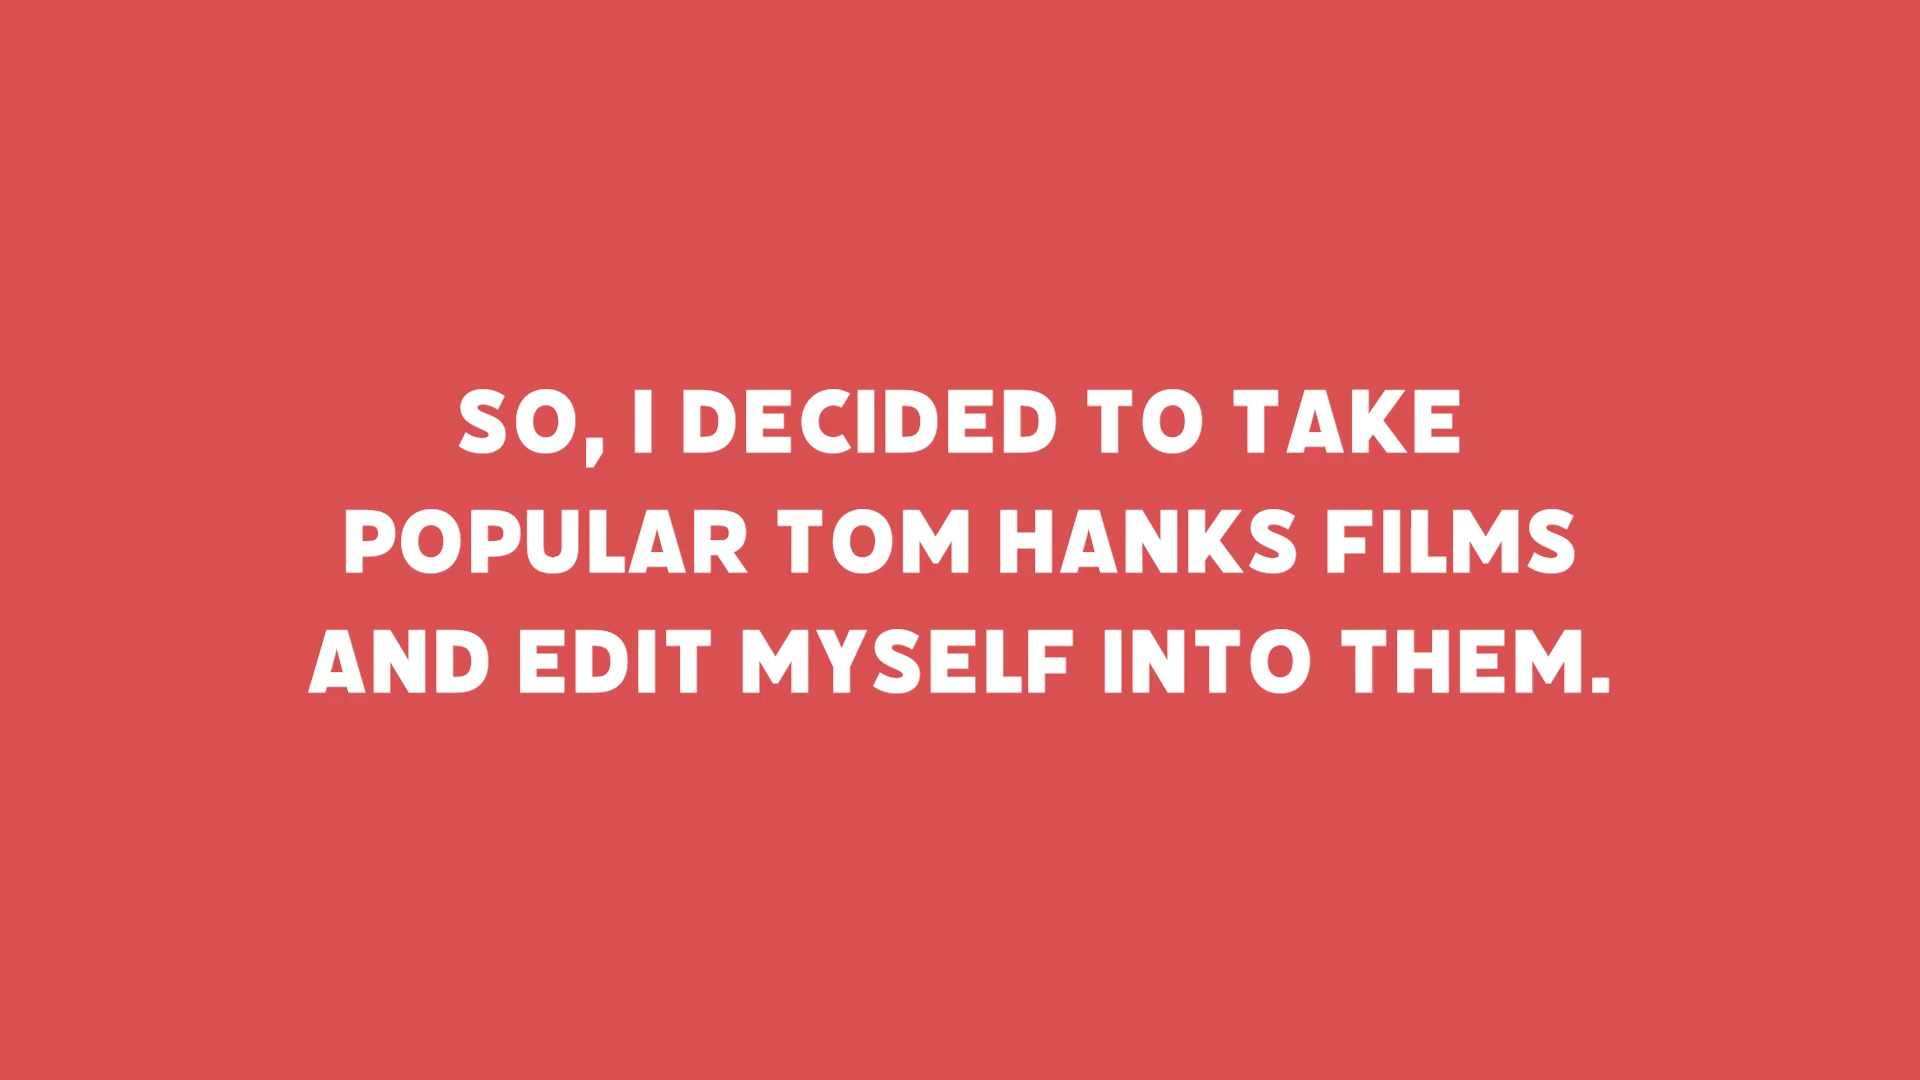 SO, I DECIDED TO TAKE
POPULAR TOM HANKS FILMS
AND EDIT MYSELF INTO THEM.